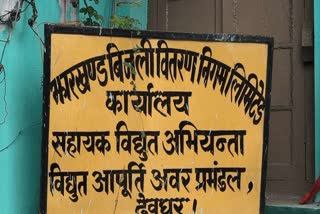 झारखण्ड बिजली वितरण निगम लिमिटेड
कार्यालय
सहायक विद्युत अभियन्ता
विद्युत आपूर्ति अवर प्रमंडल,
देवघर।